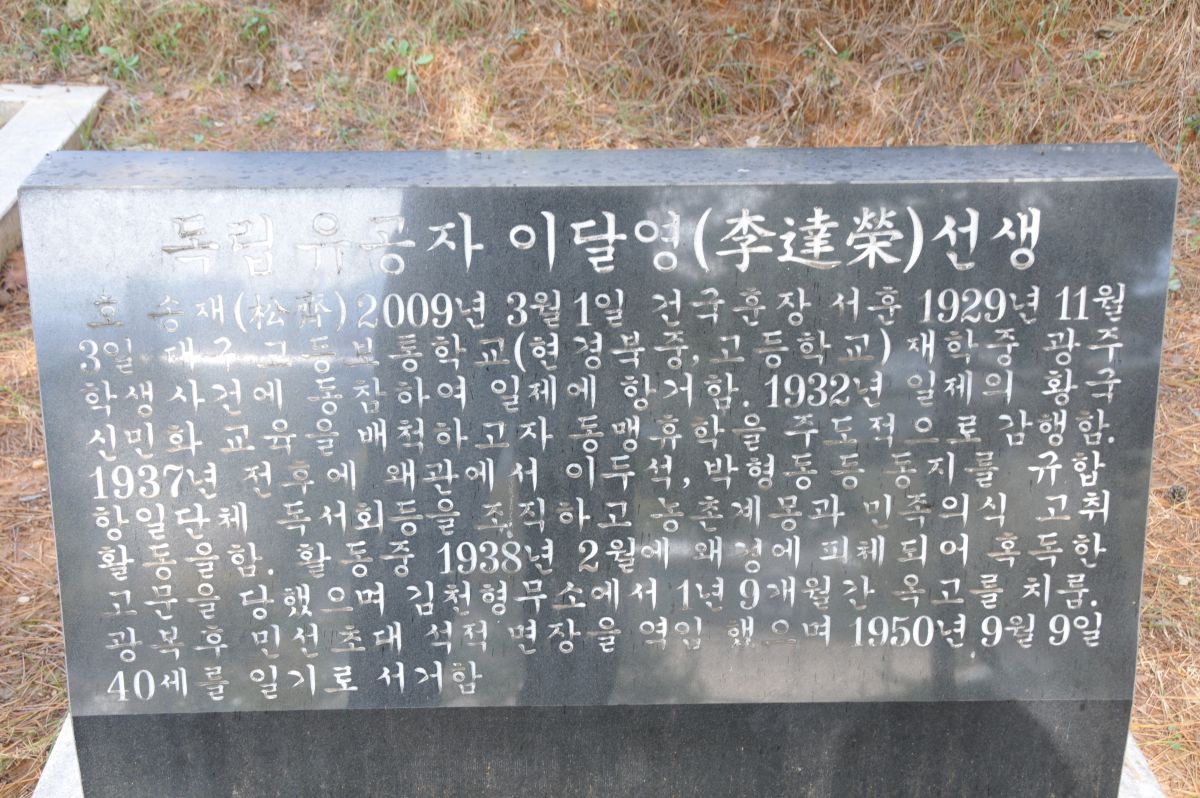 독립유공자 이달영(李達榮)선생
호 송재(松齊)2009년 3월1일 건국훈장 서훈 1929년 11월
3일 대구고등보통학교(현경북중,고등학교) 재학중 광주
학생사건에 동참하여 일제에 항거함. 1932년 일제의 황국
신민화 교육을 배척하고자 동맹휴학을 주도적으로감행함.
1937년 전후에 왜관에서 이두석,박형동등 동지를 규합
항일단체 독서회등을 조직하고 농촌계몽과 민족의식 고취
활동을함. 활동중 1938년 2월에 왜경에 피체되어 혹독한
고문을 당했으며 김천형무소에서 1년 9개월간 옥고를 치룸.
광복후 민선초대 석적 면장을 역임 했으며 1950년 9월 9일
40세를 일기로 서거함